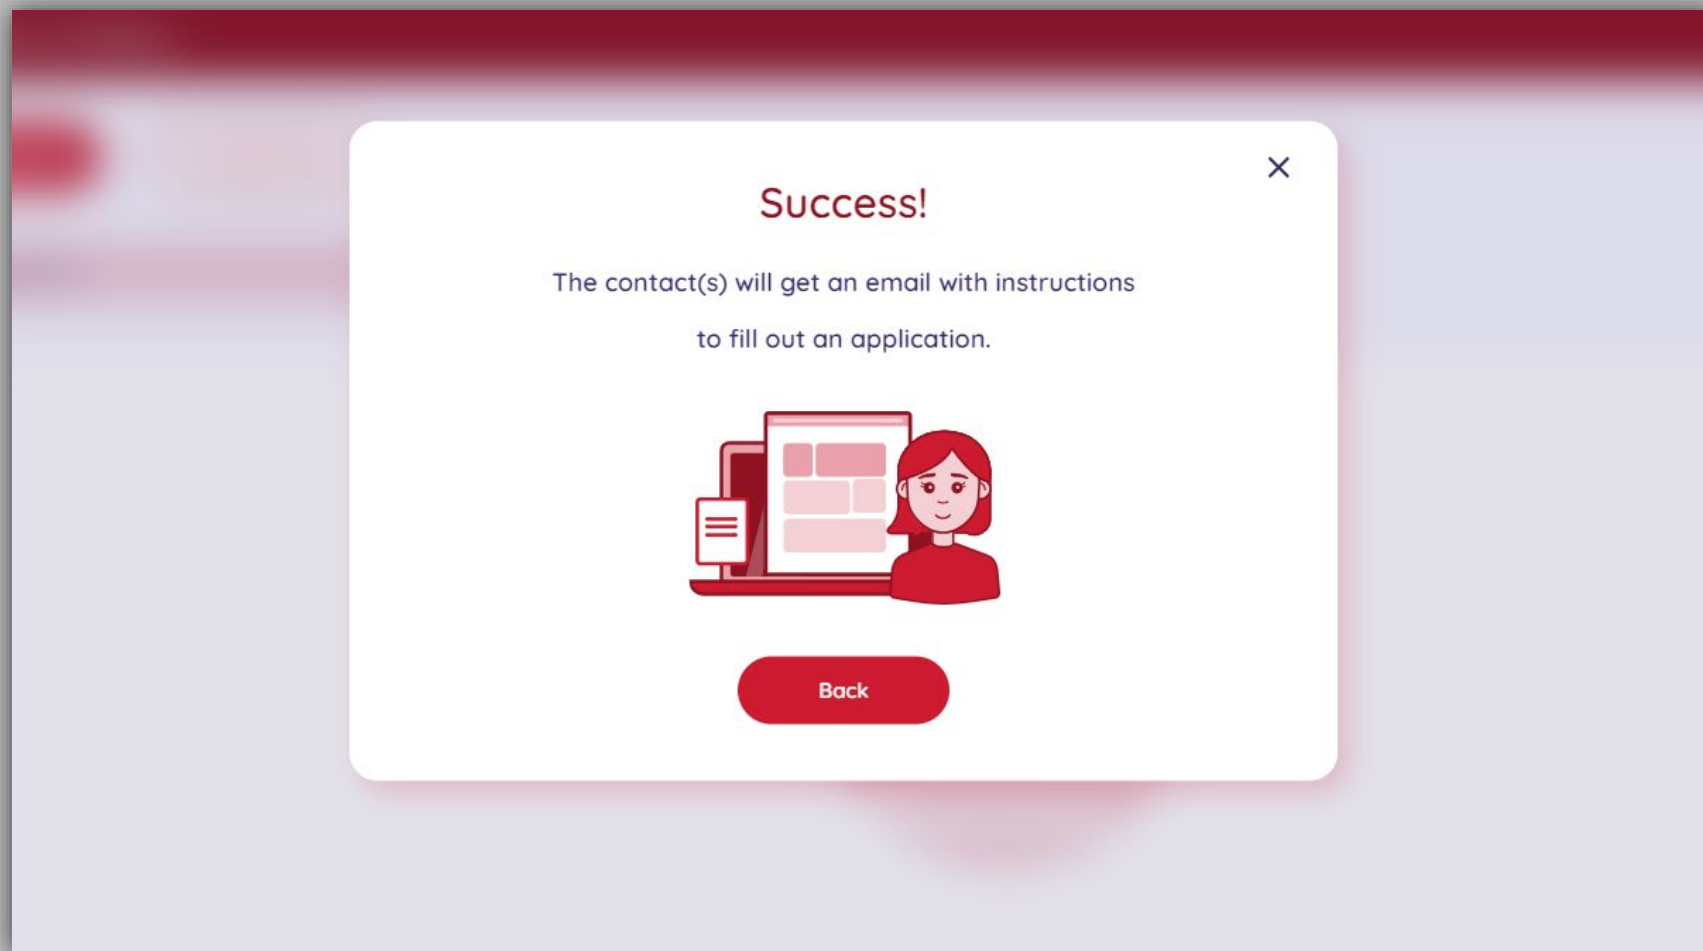 Success!
The contact(s) will get an email with instructions
to fill out an application.
Back